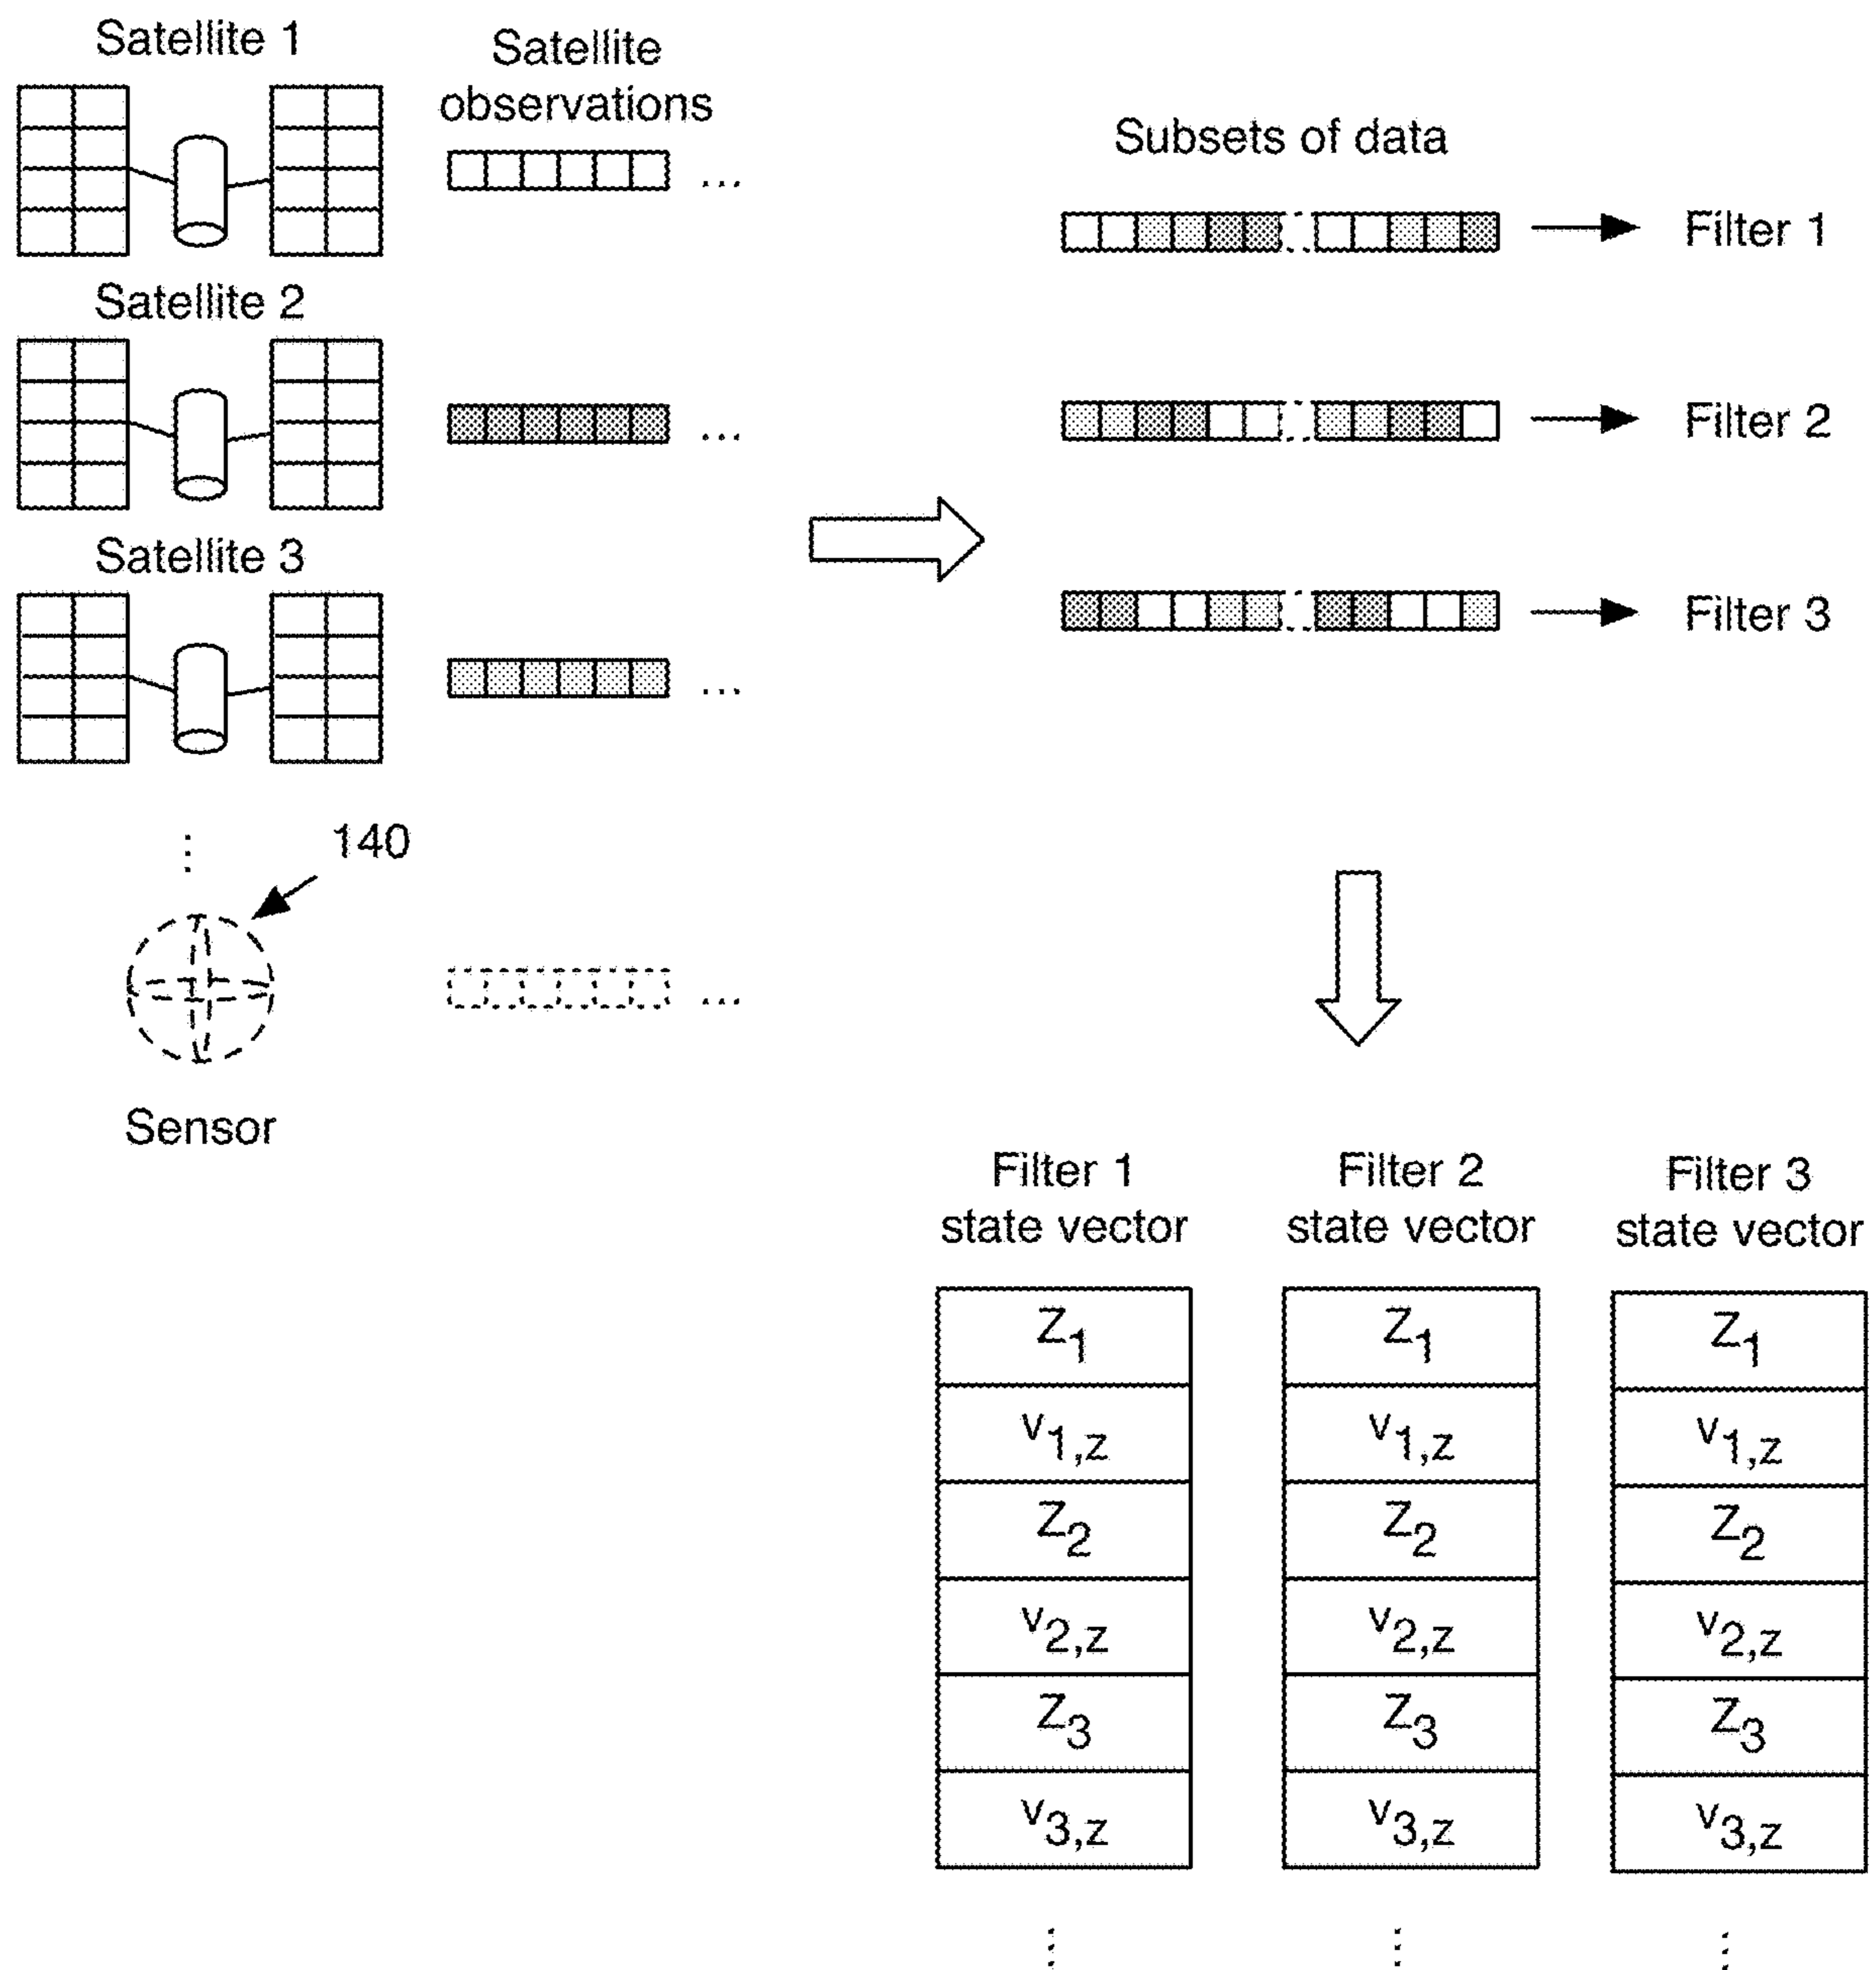 Satellite 1
Satellite
observations
Subsets of data
Filter 1
Satellite 2
Filter 2
Satellite 3
Filter 3
...
...
...
140
...
Sensor
Filter 1
state vector
Filter 2
state vector
Filter 3
state vector
Z1 Z1 Z1
v1,z v1,z v1,z
Z2 Z2 Z2
v2,z v2,z v2,z
Z3 Z3 Z3
v3,z v3,z v3,z